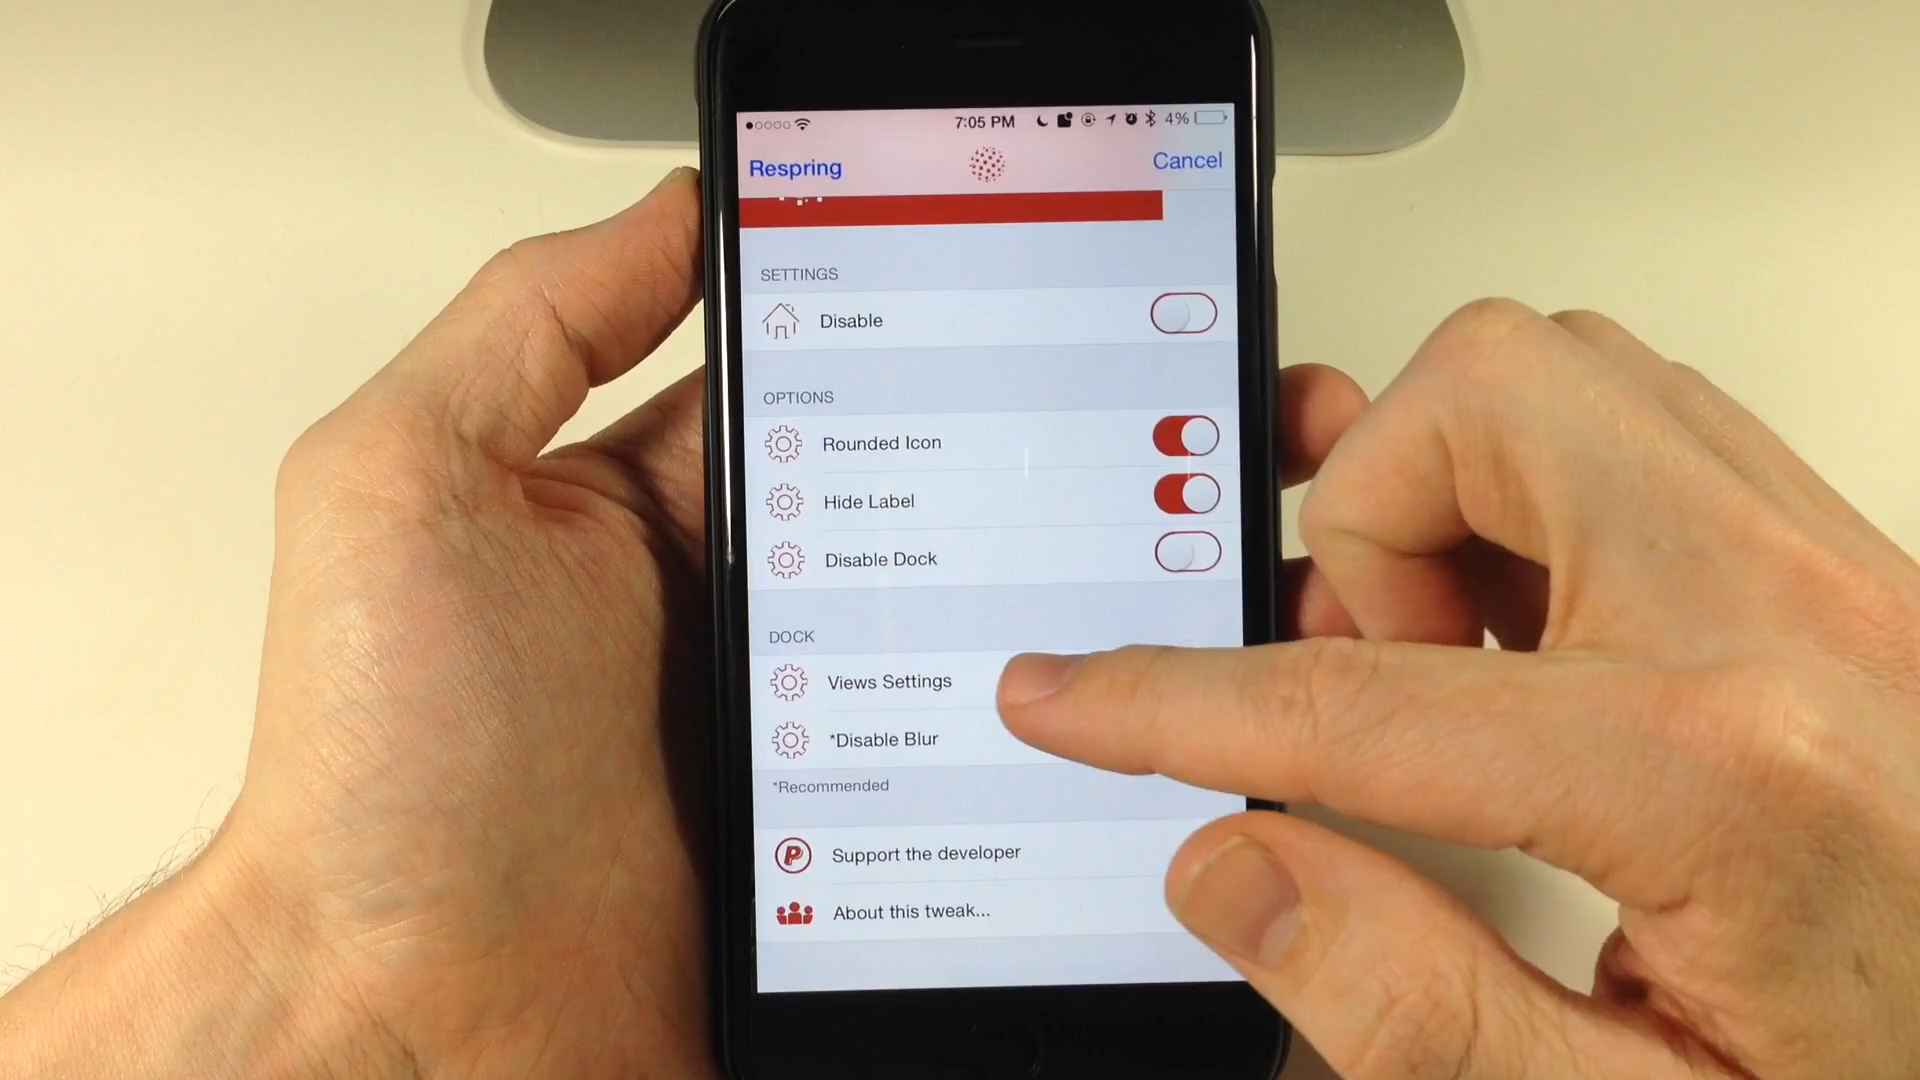 7:05 PM 4%
Respring Cancel
SETTINGS
Disable
OPTIONS
Rounded Icon
Hide Label
Disable Dock
DOCK
Views Settings
*Disable Blur
*Recommended
Support the developer
About this tweak...